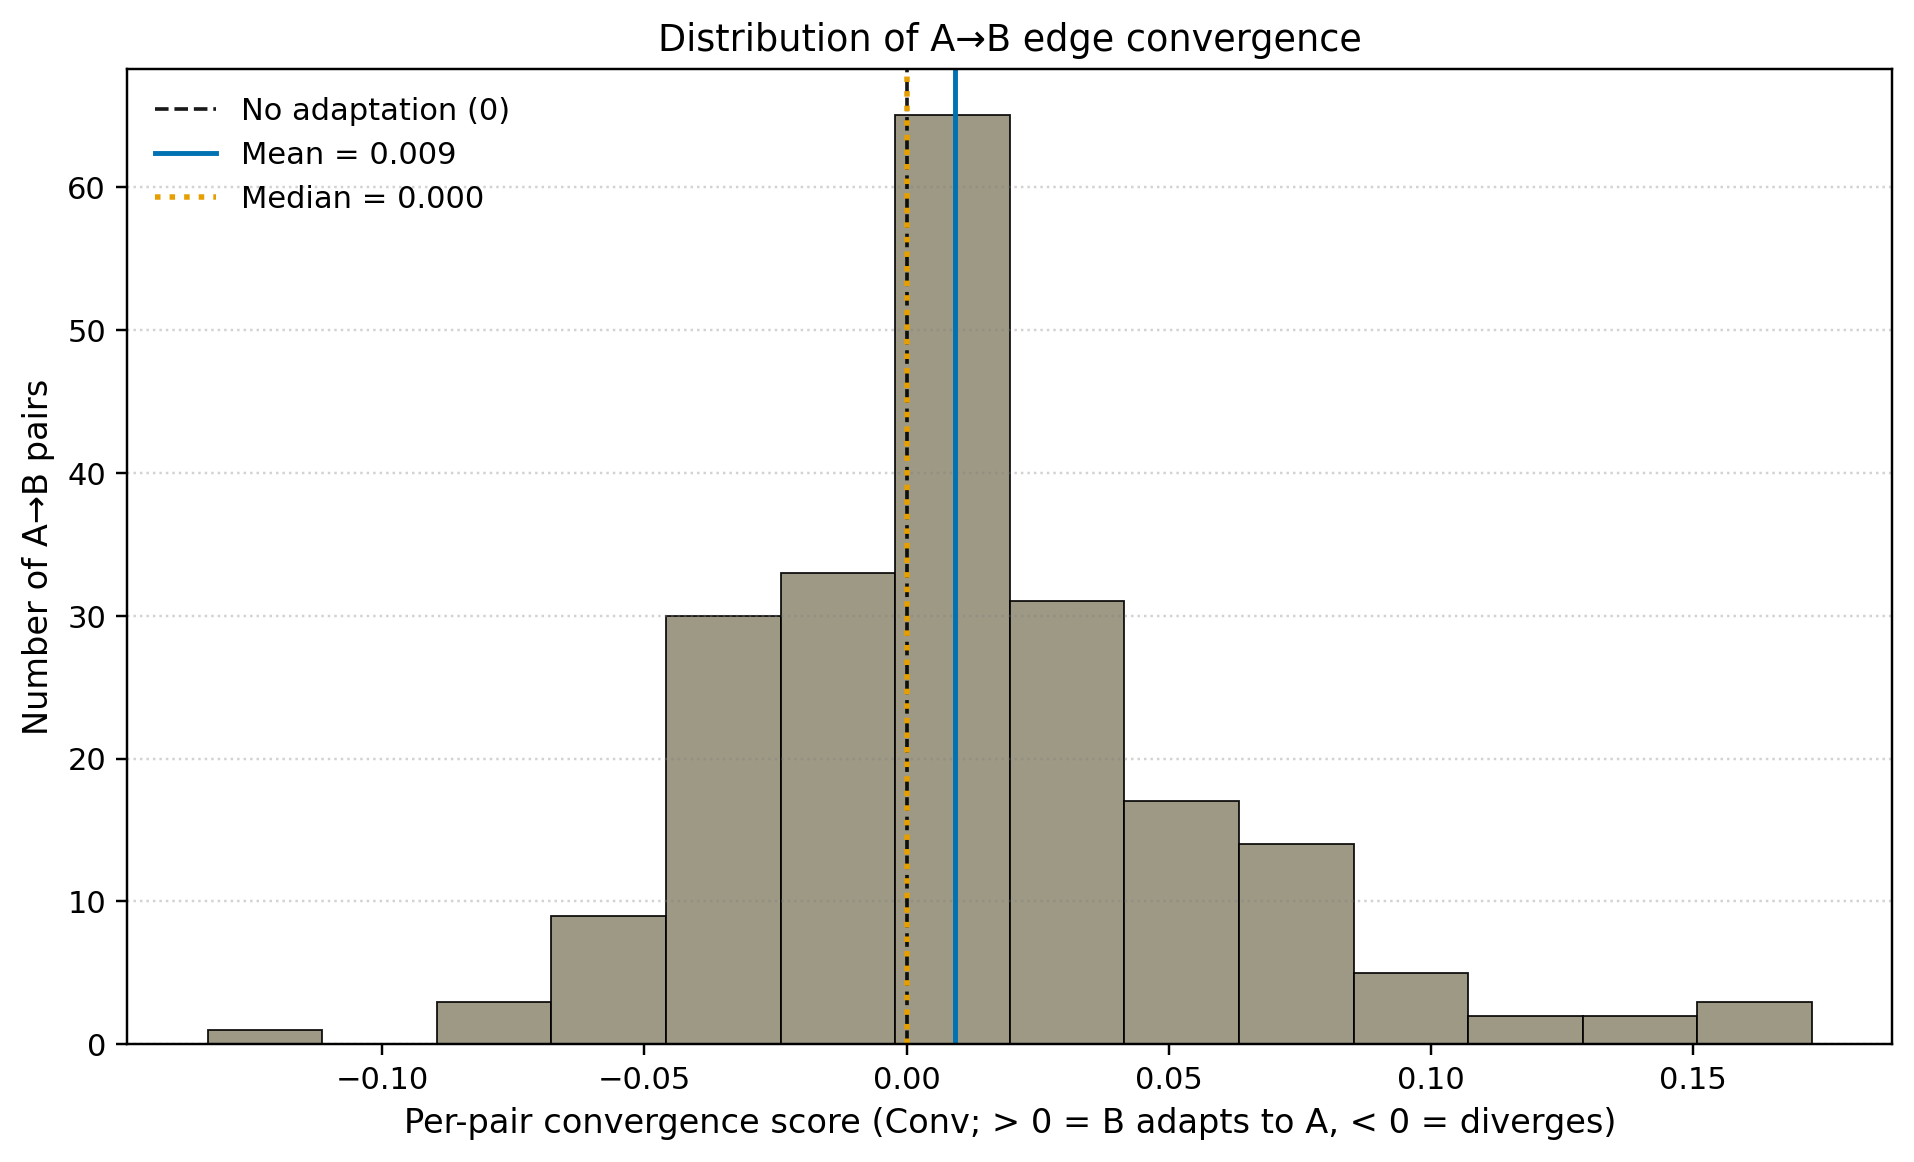 Distribution of A→B edge convergence
No adaptation (0)
Mean = 0.009
Median = 0.000
Number of A→B pairs
60
50
40
30
20
10
0
−0.10
−0.05
0.00
0.05
0.10
0.15
Per-pair convergence score (Conv; > 0 = B adapts to A, < 0 = diverges)